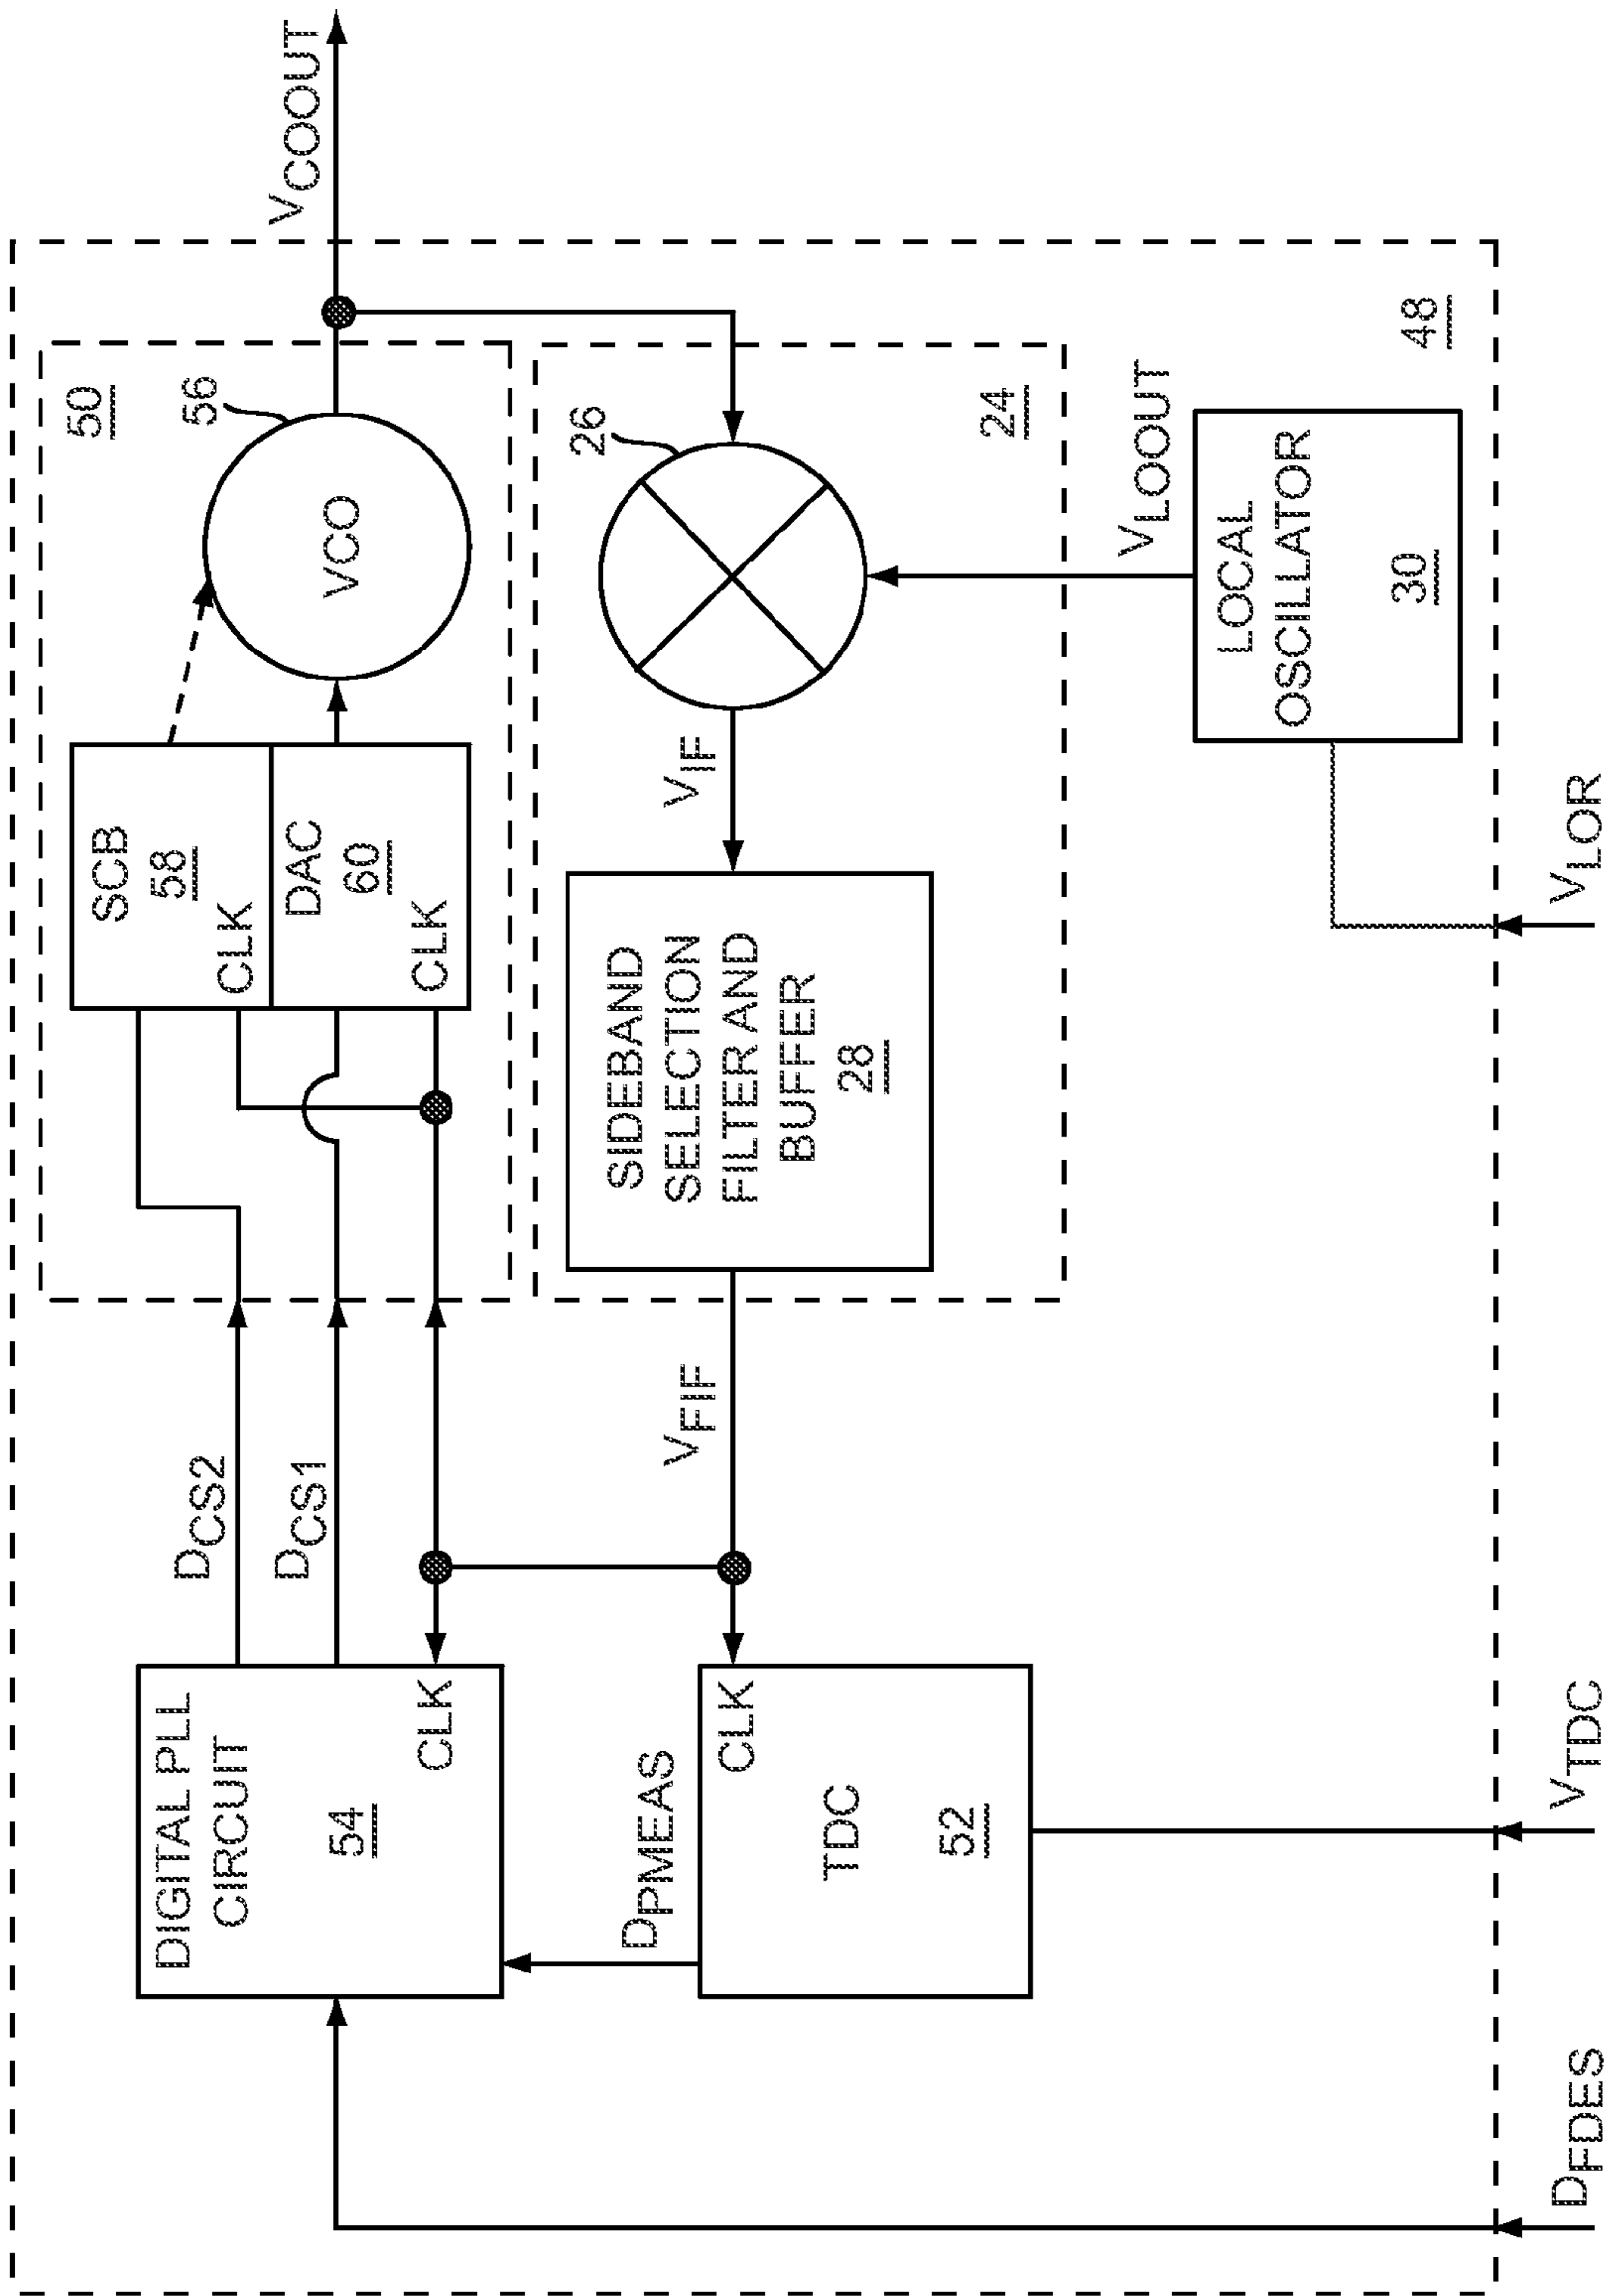 DIGITAL PLL
CIRCUIT
54
CLK
DCS2
DCS1
SCB
58
CLK
DAC
60
CLK
50
56
VCO
VCOOUT
DPMEAS
CLK
TDC
52
VFIF
SIDEBAND
SELECTION
FILTER AND
BUFFER
28
VIF
26
24
VLOOUT
LOCAL
OSCILLATOR
30
48
DFDES
VTDC
VLOR